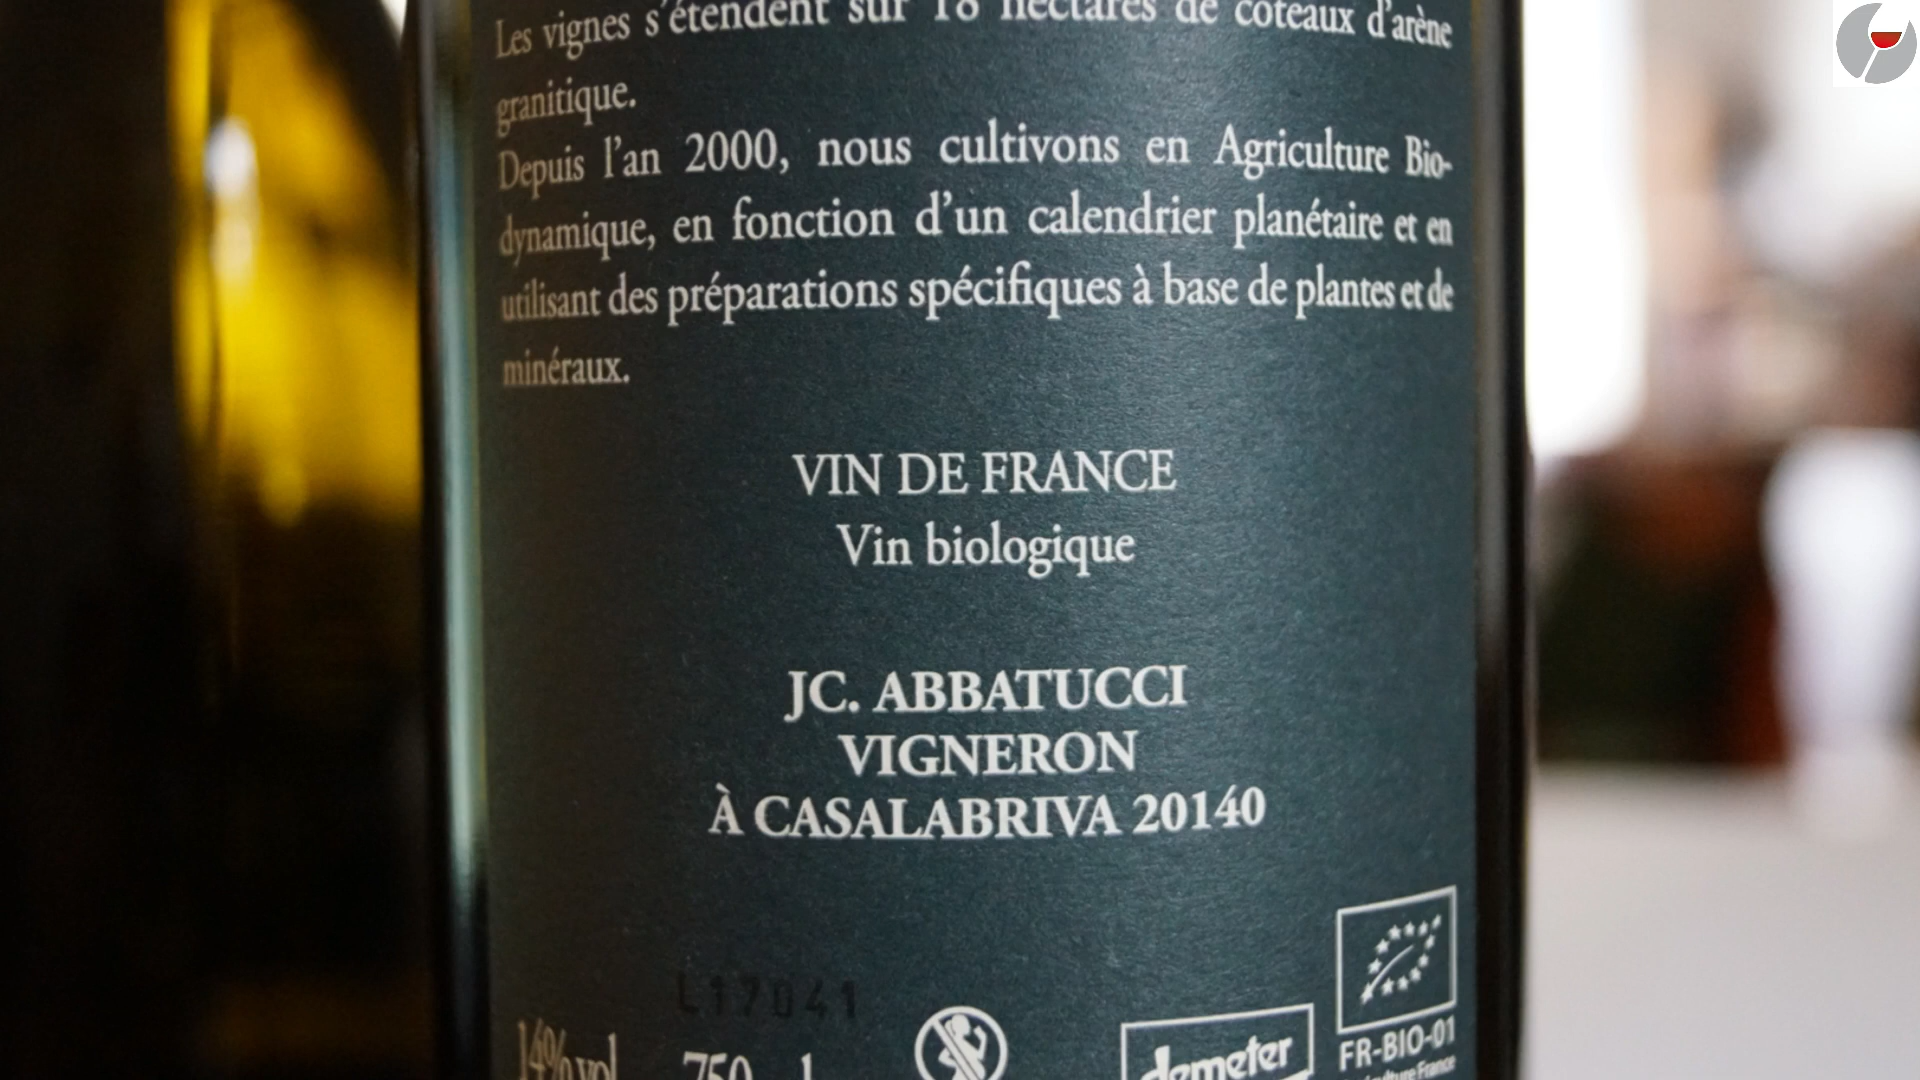 Les vignes s'étendent sur 18 hectares de coteaux d'arène
granitique.
Depuis l'an 2000, nous cultivons en Agriculture Bio-
dynamique, en fonction d'un calendrier planétaire et en
utilisant des préparations spécifiques à base de plantes et de
minéraux.
VIN DE FRANCE
Vin biologique
JC. ABBATUCCI
VIGNERON
À CASALABRIVA 20140
L17041
14% vol 750
demeter
FR-BIO-01
France